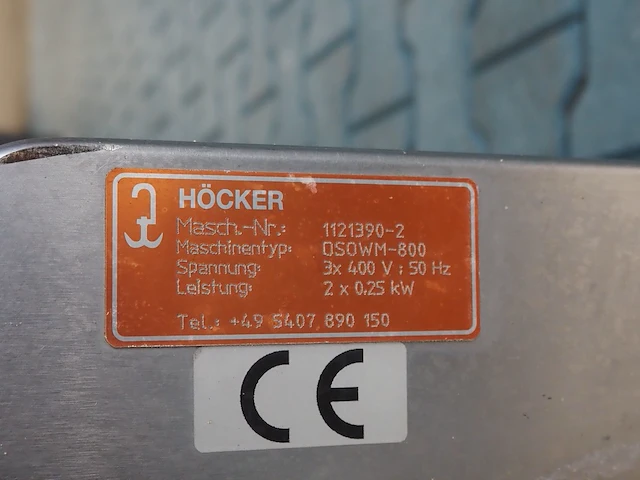 HÖCKER
Masch.-Nr.: 1121390-2
Maschinentyp: DSDWM-800
Spannung: 3x 400 V ; 50 Hz
Leistung: 2 x 0.25 kW
Tel.: +49 5407 890 150
CE